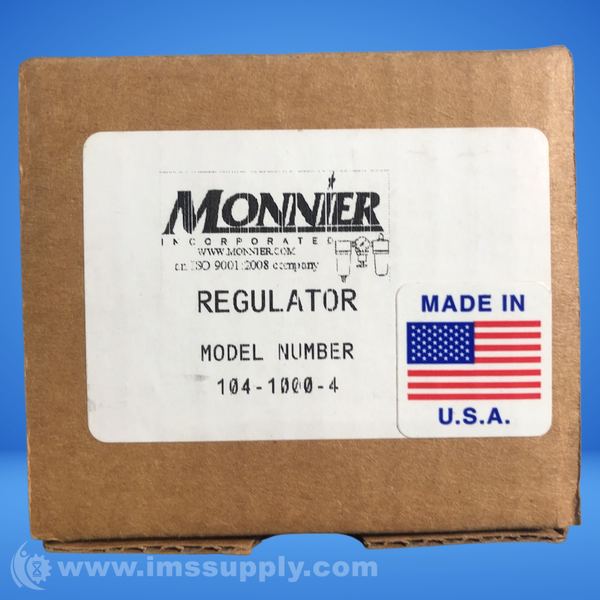 MONNIER
INCORPORATED
WWW.MONNIER.COM
an ISO 9001:2008 company
REGULATOR
MODEL NUMBER
104-1000-4
MADE IN
U.S.A.
www.imssupply.com